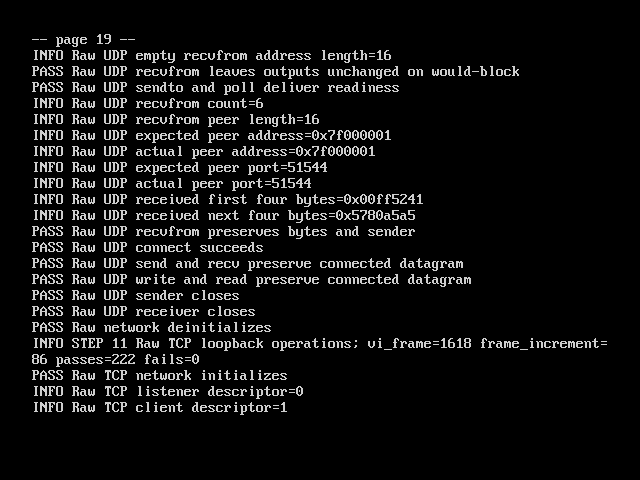 -- page 19 --
INFO Raw UDP empty recvfrom address length=16
PASS Raw UDP recvfrom leaves outputs unchanged on would-block
PASS Raw UDP sendto and poll deliver readiness
INFO Raw UDP recvfrom count=6
INFO Raw UDP recvfrom peer length=16
INFO Raw UDP expected peer address=0x7f000001
INFO Raw UDP actual peer address=0x7f000001
INFO Raw UDP expected peer port=51544
INFO Raw UDP actual peer port=51544
INFO Raw UDP received first four bytes=0x00ff5241
INFO Raw UDP received next four bytes=0x5780a5a5
PASS Raw UDP recvfrom preserves bytes and sender
PASS Raw UDP connect succeeds
PASS Raw UDP send and recv preserve connected datagram
PASS Raw UDP write and read preserve connected datagram
PASS Raw UDP sender closes
PASS Raw UDP receiver closes
PASS Raw network deinitializes
INFO STEP 11 Raw TCP loopback operations; vi_frame=1618 frame_increment=
86 passes=222 fails=0
PASS Raw TCP network initializes
INFO Raw TCP listener descriptor=0
INFO Raw TCP client descriptor=1